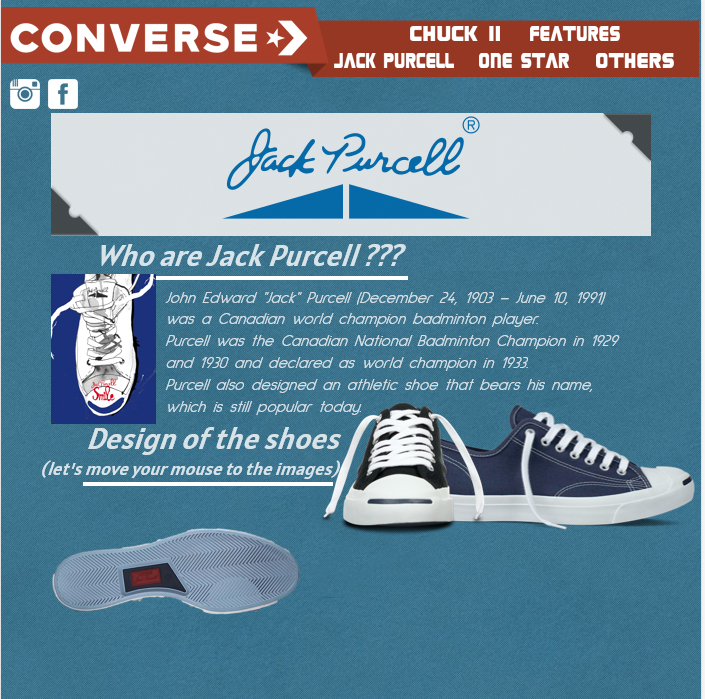 CONVERSE
CHUCK II FEATURES
JACK PURCELL ONE STAR OTHERS
Jack Purcell ®
Who are Jack Purcell ???
John Edward "Jack" Purcell (December 24, 1903 – June 10, 1991)
was a Canadian world champion badminton player.
Purcell was the Canadian National Badminton Champion in 1929
and 1930 and declared as world champion in 1933.
Purcell also designed an athletic shoe that bears his name,
which is still popular today.
Smile
Design of the shoes
(let's move your mouse to the images)